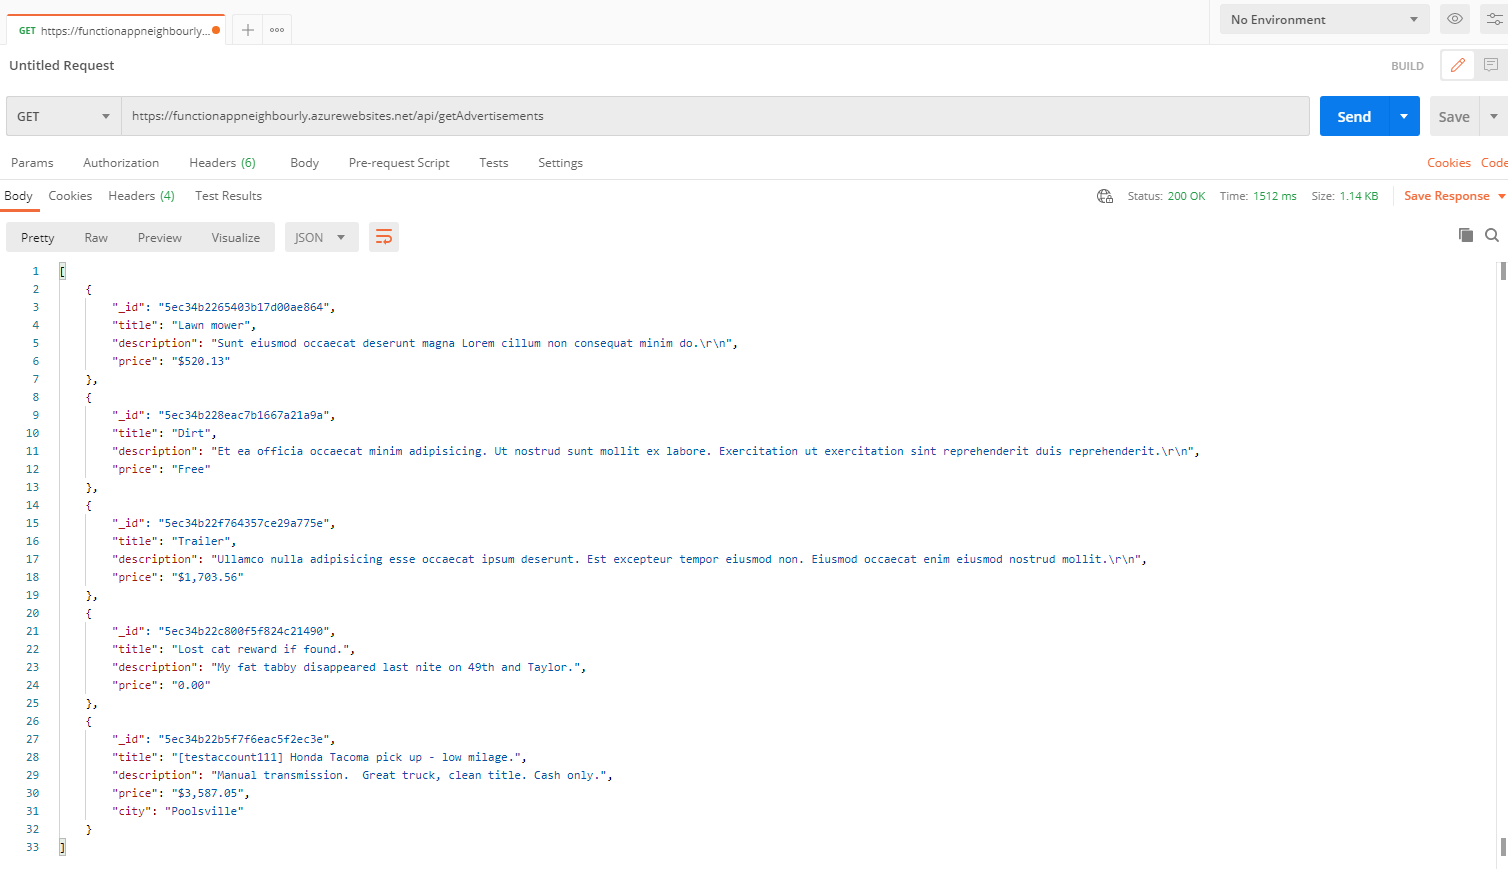 GET https://functionappneighbourly...
No Environment
Untitled Request
BUILD
GET https://functionappneighbourly.azurewebsites.net/api/getAdvertisements Send Save
Params Authorization Headers (6) Body Pre-request Script Tests Settings Cookies Code
Body Cookies Headers (4) Test Results Status: 200 OK Time: 1512 ms Size: 1.14 KB Save Response
Pretty Raw Preview Visualize JSON
1 [
2 {
3 "_id": "5ec34b2265403b17d00ae864",
4 "title": "Lawn mower",
5 "description": "Sunt eiusmod occaecat deserunt magna Lorem cillum non consequat minim do.\r\n",
6 "price": "$520.13"
7 },
8 {
9 "_id": "5ec34b228eac7b1667a21a9a",
10 "title": "Dirt",
11 "description": "Et ea officia occaecat minim adipisicing. Ut nostrud sunt mollit ex labore. Exercitation ut exercitation sint reprehenderit duis reprehenderit.\r\n",
12 "price": "Free"
13 },
14 {
15 "_id": "5ec34b22f764357ce29a775e",
16 "title": "Trailer",
17 "description": "Ullamco nulla adipisicing esse occaecat ipsum deserunt. Est excepteur tempor eiusmod non. Eiusmod occaecat enim eiusmod nostrud mollit.\r\n",
18 "price": "$1,703.56"
19 },
20 {
21 "_id": "5ec34b22c800f5f824c21490",
22 "title": "Lost cat reward if found.",
23 "description": "My fat tabby disappeared last nite on 49th and Taylor.",
24 "price": "0.00"
25 },
26 {
27 "_id": "5ec34b22b5f7f6eac5f2ec3e",
28 "title": "[testaccount111] Honda Tacoma pick up - low milage.",
29 "description": "Manual transmission.  Great truck, clean title. Cash only.",
30 "price": "$3,587.05",
31 "city": "Poolsville"
32 }
33 ]